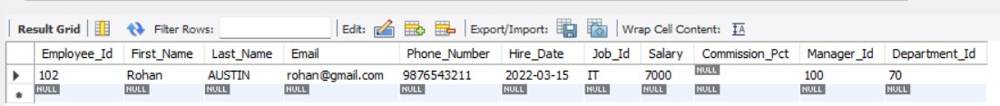 Result Grid Filter Rows: Edit: Export/Import: Wrap Cell Content: IA
Employee_Id First_Name Last_Name Email Phone_Number Hire_Date Job_Id Salary Commission_Pct Manager_Id Department_Id
102 Rohan AUSTIN rohan@gmail.com 9876543211 2022-03-15 IT 7000 NULL 100 70
NULL NULL NULL NULL NULL NULL NULL NULL NULL NULL NULL